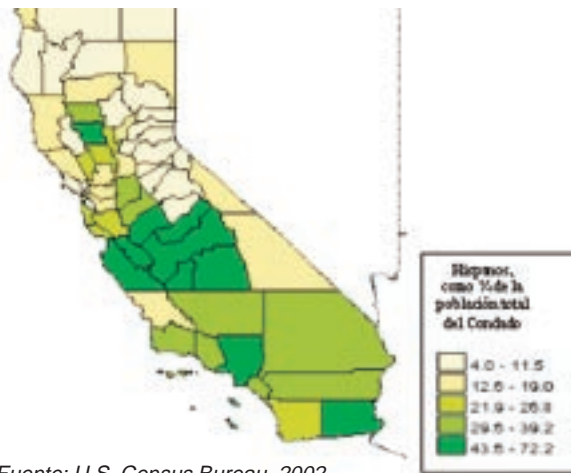 Hispanos,
como % de la
población total
del Condado
4.0 - 11.5
12.6 - 19.0
21.9 - 26.8
29.5 - 39.2
43.5 - 72.2
Fuente: U.S. Census Bureau, 2002